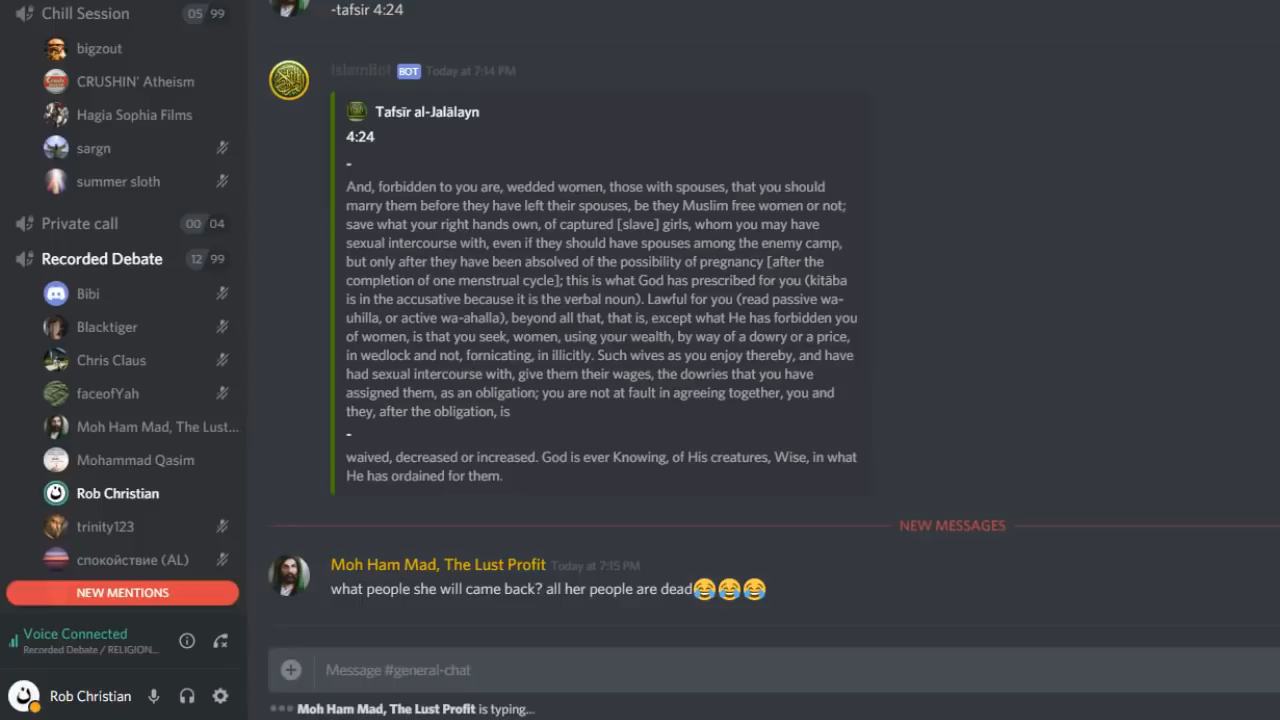 Chill Session 05 99
bigzout
CRUSHIN' Atheism
Hagia Sophia Films
sargn
summer sloth
Private call 00 04
Recorded Debate 12 99
Bibi
Blacktiger
Chris Claus
faceofYah
Moh Ham Mad, The Lust...
Mohammad Qasim
Rob Christian
trinity123
спокойствие (AL)
NEW MENTIONS
Voice Connected
Recorded Debate / RELIGION...
Rob Christian
-tafsir 4:24
IslamBot BOT Today at 7:14 PM
Tafsīr al-Jalālayn
4:24
-
And, forbidden to you are, wedded women, those with spouses, that you should
marry them before they have left their spouses, be they Muslim free women or not;
save what your right hands own, of captured [slave] girls, whom you may have
sexual intercourse with, even if they should have spouses among the enemy camp,
but only after they have been absolved of the possibility of pregnancy [after the
completion of one menstrual cycle]; this is what God has prescribed for you (kitāba
is in the accusative because it is the verbal noun). Lawful for you (read passive wa-
uhilla, or active wa-ahalla), beyond all that, that is, except what He has forbidden you
of women, is that you seek, women, using your wealth, by way of a dowry or a price,
in wedlock and not, fornicating, in illicitly. Such wives as you enjoy thereby, and have
had sexual intercourse with, give them their wages, the dowries that you have
assigned them, as an obligation; you are not at fault in agreeing together, you and
they, after the obligation, is
-
waived, decreased or increased. God is ever Knowing, of His creatures, Wise, in what
He has ordained for them.
NEW MESSAGES
Moh Ham Mad, The Lust Profit Today at 7:15 PM
what people she will came back? all her people are dead😂😂😂
Message #general-chat
Moh Ham Mad, The Lust Profit is typing...